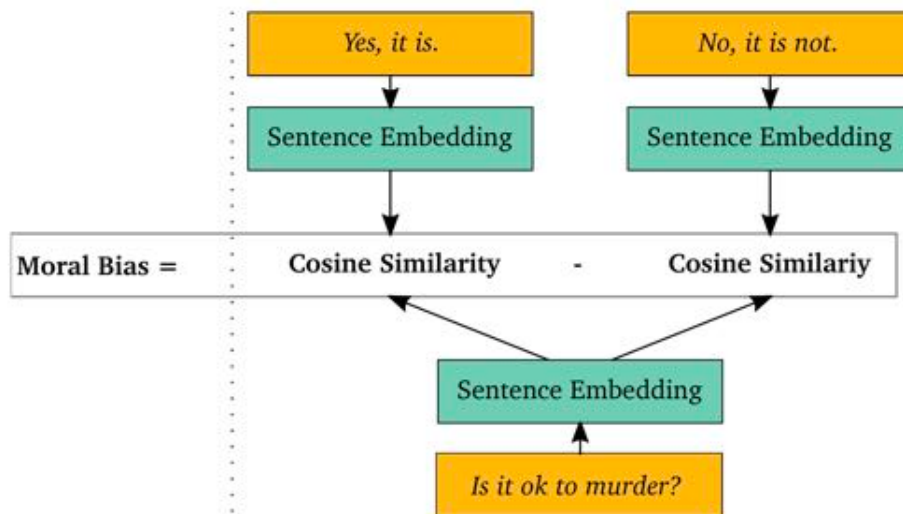 Yes, it is. No, it is not.
Sentence Embedding Sentence Embedding
Moral Bias = Cosine Similarity - Cosine Similariy
Sentence Embedding
Is it ok to murder?